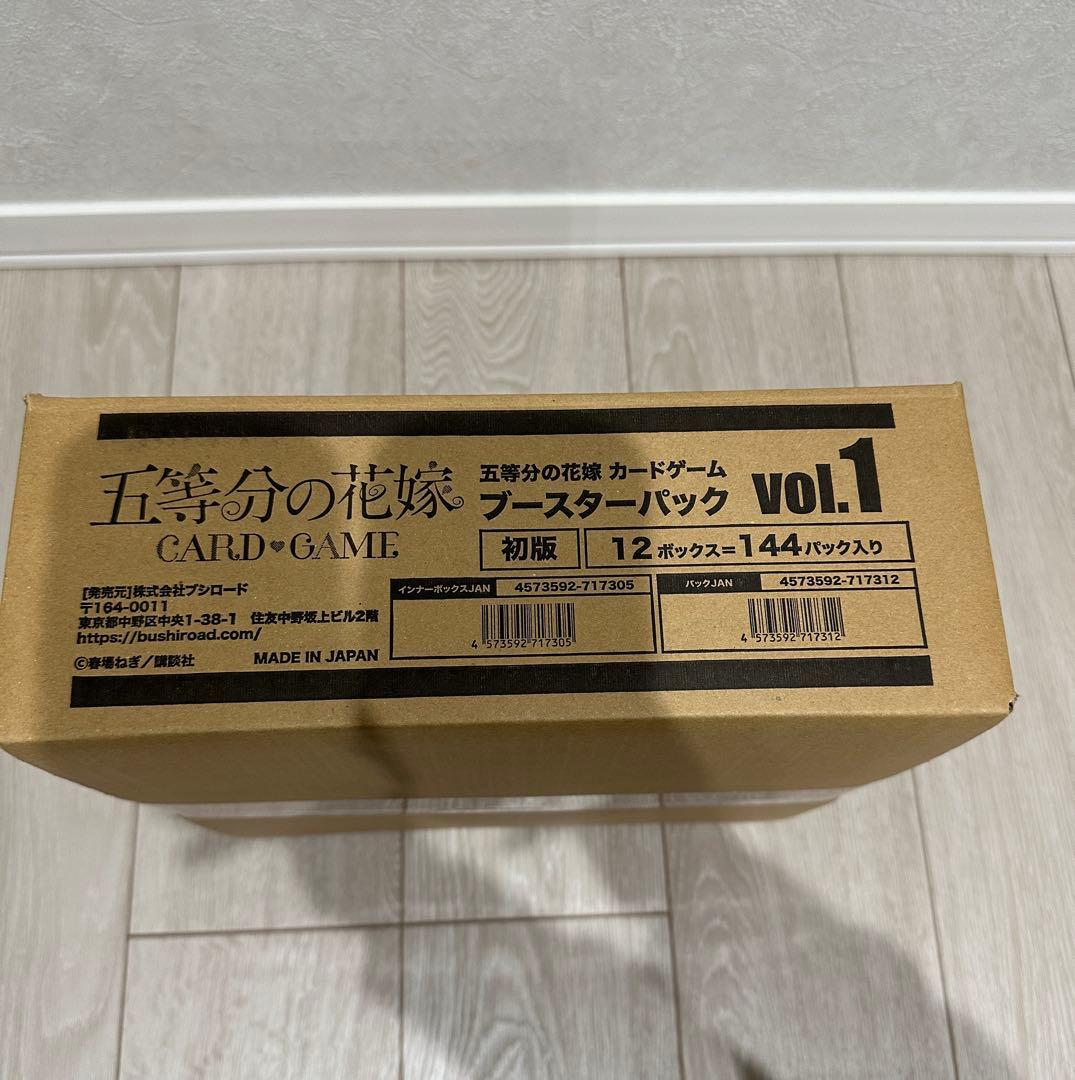 五等分の花嫁
CARD GAME
五等分の花嫁 カードゲーム
ブースターパック
vol.1
初版
12ボックス=144パック入り
[発売元]株式会社ブシロード
〒164-0011
東京都中野区中央1-38-1 住友中野坂上ビル2階
https://bushiroad.com/
©春場ねぎ/講談社
MADE IN JAPAN
インナーボックスJAN 4573592-717305
4 573592 717305
パックJAN 4573592-717312
4 573592 717312